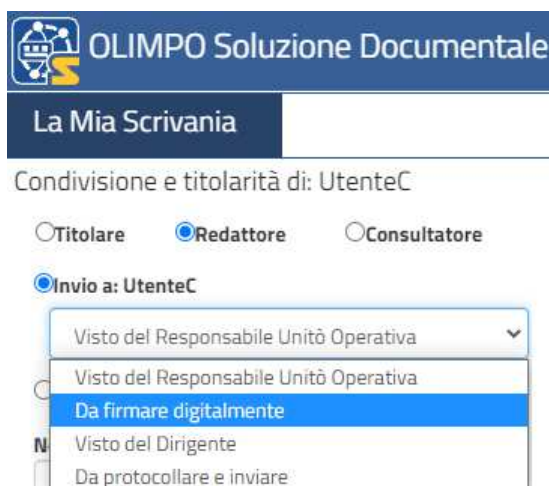 OLIMPO Soluzione Documentale
La Mia Scrivania
Condivisione e titolarità di: UtenteC
Titolare Redattore Consultatore
Invio a: UtenteC
Visto del Responsabile Unitò Operativa
Visto del Responsabile Unitò Operativa
Da firmare digitalmente
Visto del Dirigente
Da protocollare e inviare